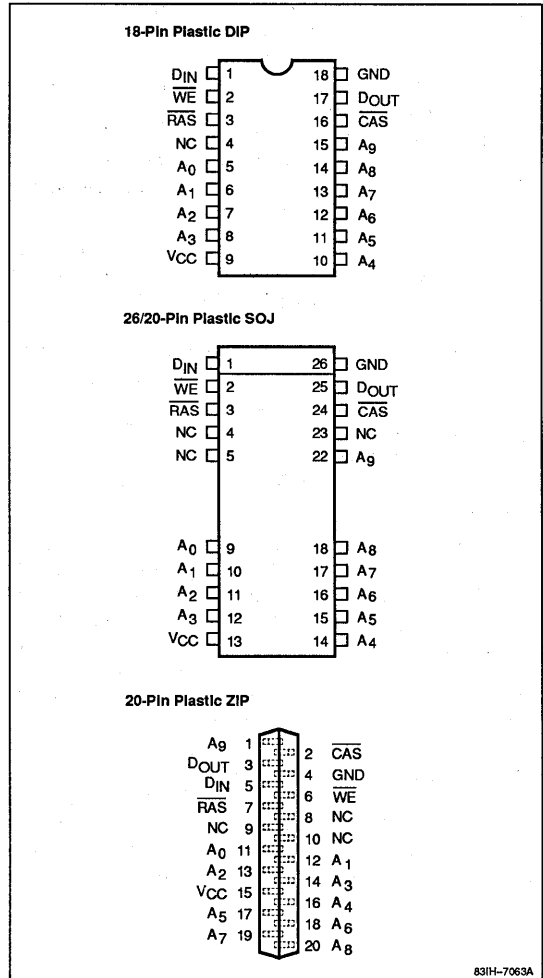 18-Pin Plastic DIP
DIN 1 18 GND
WE 2 17 DOUT
RAS 3 16 CAS
NC 4 15 A9
A0 5 14 A8
A1 6 13 A7
A2 7 12 A6
A3 8 11 A5
VCC 9 10 A4
26/20-Pin Plastic SOJ
DIN 1 26 GND
WE 2 25 DOUT
RAS 3 24 CAS
NC 4 23 NC
NC 5 22 A9
A0 9 18 A8
A1 10 17 A7
A2 11 16 A6
A3 12 15 A5
VCC 13 14 A4
20-Pin Plastic ZIP
A9 1
2 CAS
DOUT 3
4 GND
DIN 5
6 WE
RAS 7
8 NC
NC 9
10 NC
A0 11
12 A1
A2 13
14 A3
VCC 15
16 A4
A5 17
18 A6
A7 19
20 A8
83IH-7063A